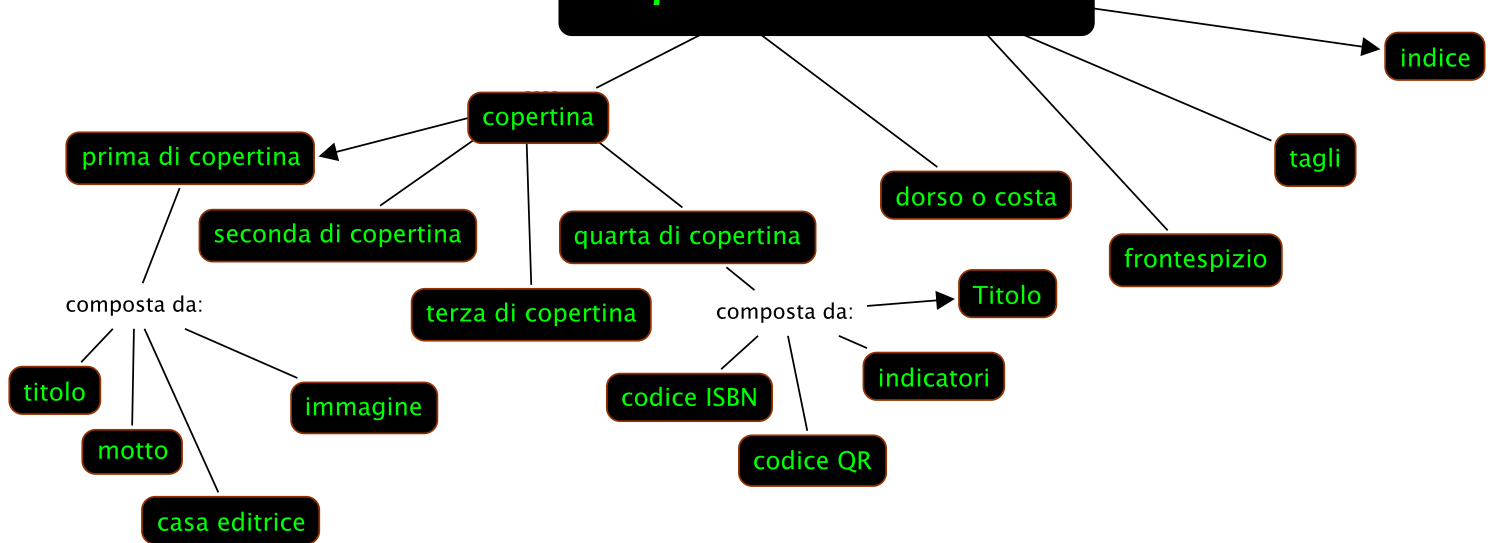 indice
copertina
prima di copertina
tagli
dorso o costa
seconda di copertina
quarta di copertina
frontespizio
composta da:
terza di copertina
composta da:
Titolo
titolo
immagine
codice ISBN
indicatori
motto
codice QR
casa editrice